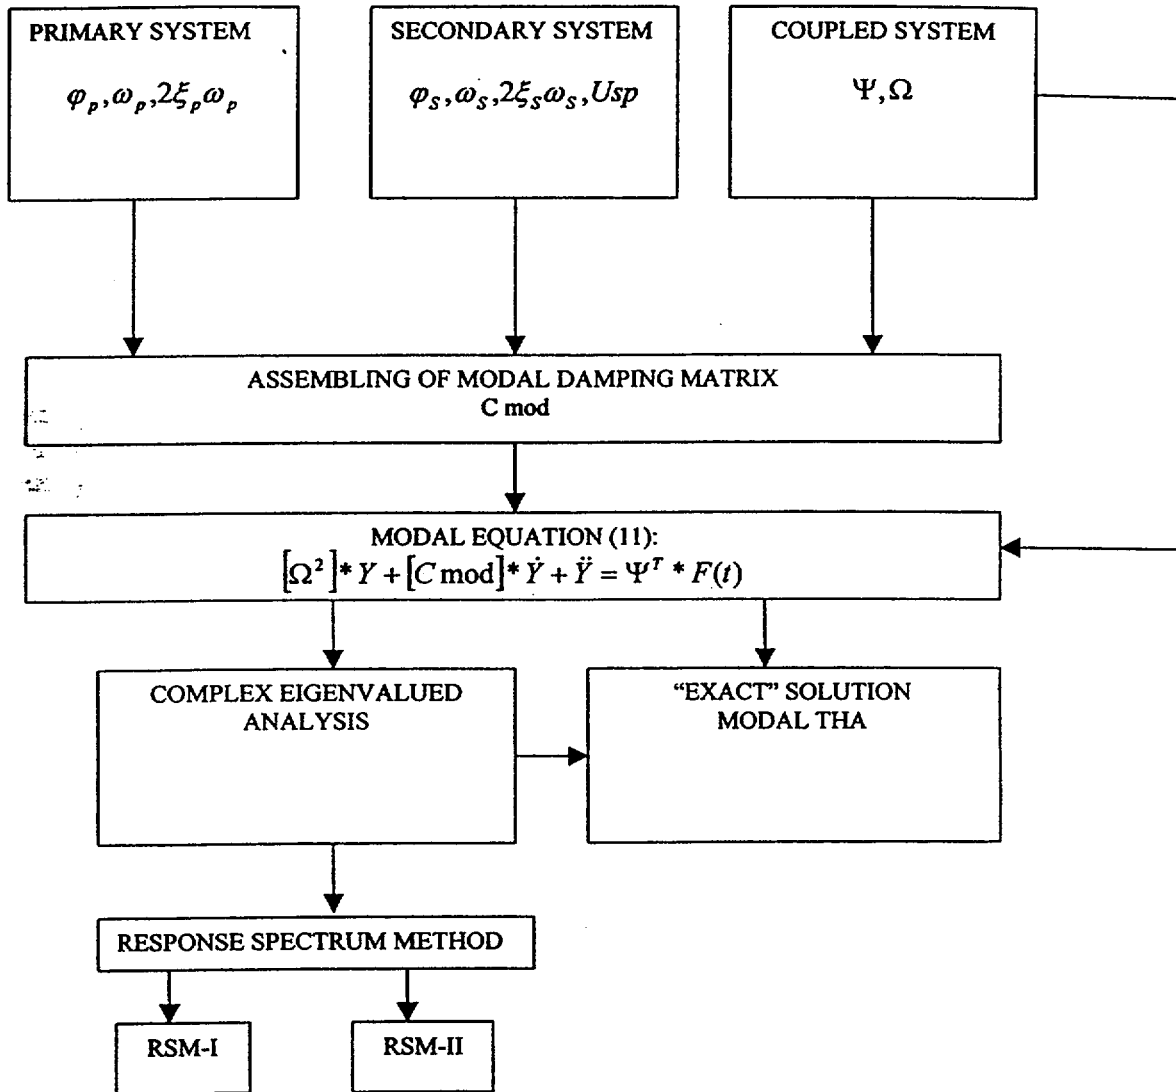 PRIMARY SYSTEM
φ_p, ω_p, 2ξ_pω_p
SECONDARY SYSTEM
φ_S, ω_S, 2ξ_Sω_S, Usp
COUPLED SYSTEM
Ψ, Ω
ASSEMBLING OF MODAL DAMPING MATRIX
C mod
MODAL EQUATION (11):
[Ω²]* Y + [C mod]* Ẏ + Ÿ = Ψ^T * F(t)
COMPLEX EIGENVALUED
ANALYSIS
“EXACT” SOLUTION
MODAL THA
RESPONSE SPECTRUM METHOD
RSM-I
RSM-II